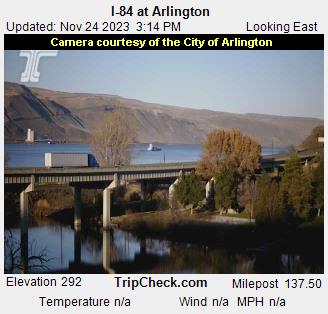 I-84 at Arlington
Updated: Nov 24 2023 3:14 PM Looking East
Camera courtesy of the City of Arlington
Elevation 292 TripCheck.com Milepost 137.50
Temperature n/a Wind n/a MPH n/a